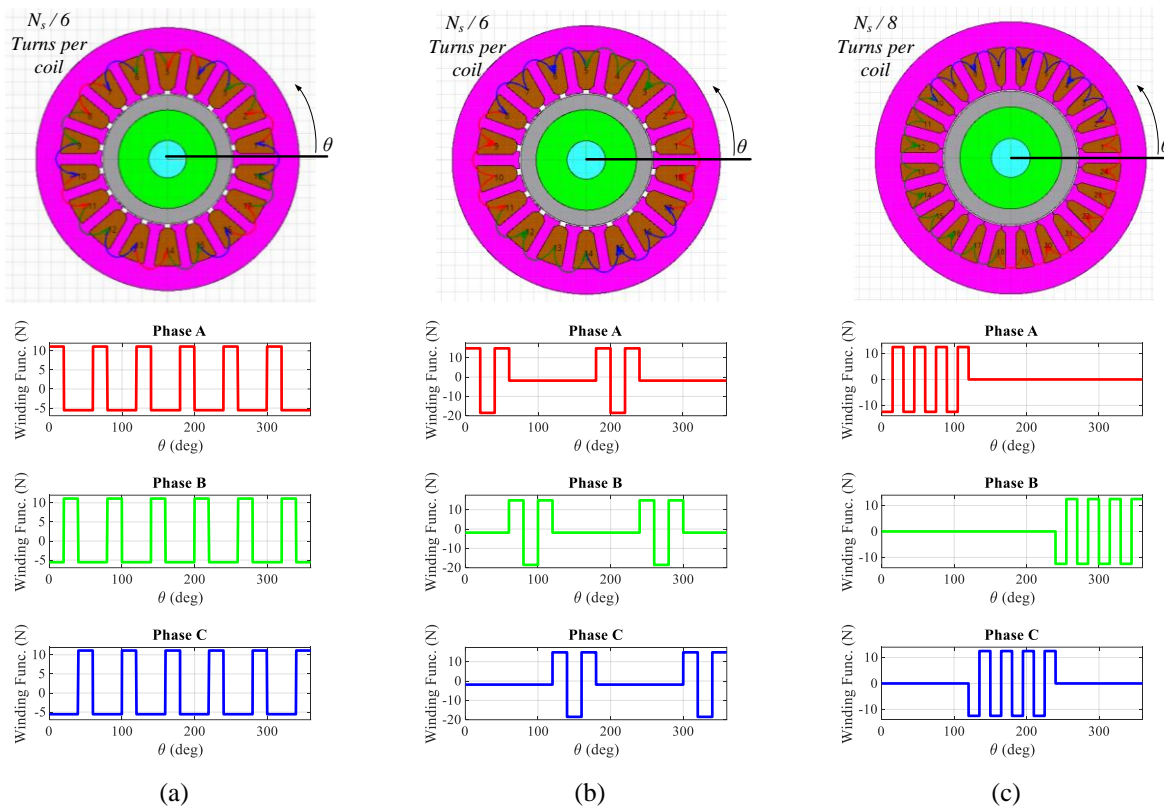 N_s / 6
Turns per
coil
θ
N_s / 6
Turns per
coil
θ
N_s / 8
Turns per
coil
θ
Phase A
Winding Func. (N)
10
5
0
-5
0 100 200 300
θ (deg)
Phase B
Winding Func. (N)
10
5
0
-5
0 100 200 300
θ (deg)
Phase C
Winding Func. (N)
10
5
0
-5
0 100 200 300
θ (deg)
(a)
Phase A
Winding Func. (N)
10
0
-10
-20
0 100 200 300
θ (deg)
Phase B
Winding Func. (N)
10
0
-10
-20
0 100 200 300
θ (deg)
Phase C
Winding Func. (N)
10
0
-10
-20
0 100 200 300
θ (deg)
(b)
Phase A
Winding Func. (N)
10
0
-10
0 100 200 300
θ (deg)
Phase B
Winding Func. (N)
10
0
-10
0 100 200 300
θ (deg)
Phase C
Winding Func. (N)
10
0
-10
0 100 200 300
θ (deg)
(c)